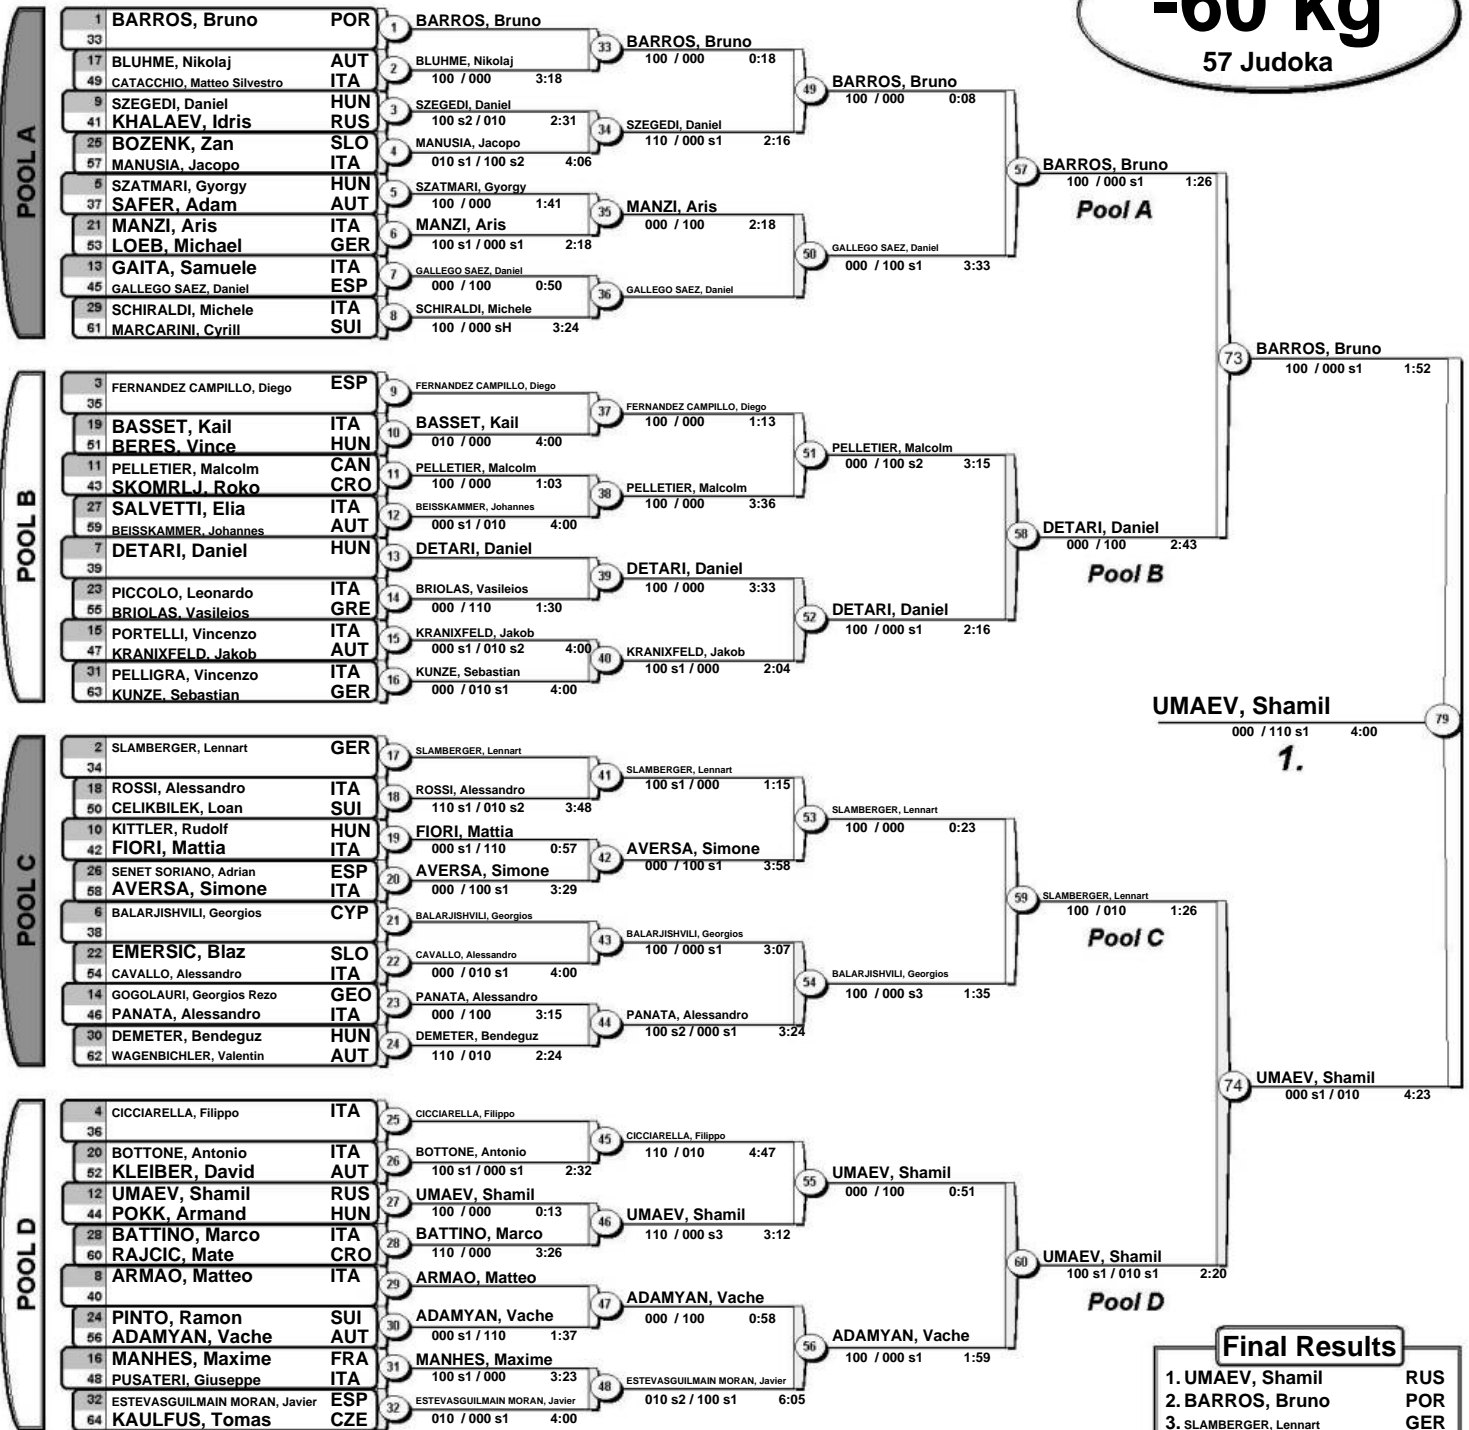 -60 kg
57 Judoka
POOL A
1 BARROS, Bruno POR
33
17 BLUHME, Nikolaj AUT
49 CATACCHIO, Matteo Silvestro ITA
9 SZEGEDI, Daniel HUN
41 KHALAEV, Idris RUS
25 BOZENK, Zan SLO
57 MANUSIA, Jacopo ITA
5 SZATMARI, Gyorgy HUN
37 SAFER, Adam AUT
21 MANZI, Aris ITA
53 LOEB, Michael GER
13 GAITA, Samuele ITA
45 GALLEGO SAEZ, Daniel ESP
29 SCHIRALDI, Michele ITA
61 MARCARINI, Cyrill SUI
1 BARROS, Bruno
2 BLUHME, Nikolaj
100 / 000 3:18
3 SZEGEDI, Daniel
100 s2 / 010 2:31
4 MANUSIA, Jacopo
010 s1 / 100 s2 4:06
5 SZATMARI, Gyorgy
100 / 000 1:41
6 MANZI, Aris
100 s1 / 000 s1 2:18
7 GALLEGO SAEZ, Daniel
000 / 100 0:50
8 SCHIRALDI, Michele
100 / 000 sH 3:24
33 BARROS, Bruno
100 / 000 0:18
34 SZEGEDI, Daniel
110 / 000 s1 2:16
35 MANZI, Aris
000 / 100 2:18
36 GALLEGO SAEZ, Daniel
49 BARROS, Bruno
100 / 000 0:08
50 GALLEGO SAEZ, Daniel
000 / 100 s1 3:33
57 BARROS, Bruno
100 / 000 s1 1:26
Pool A
POOL B
3 FERNANDEZ CAMPILLO, Diego ESP
35
19 BASSET, Kail ITA
51 BERES, Vince HUN
11 PELLETIER, Malcolm CAN
43 SKOMRLJ, Roko CRO
27 SALVETTI, Elia ITA
59 BEISSKAMMER, Johannes AUT
7 DETARI, Daniel HUN
39
23 PICCOLO, Leonardo ITA
55 BRIOLAS, Vasileios GRE
15 PORTELLI, Vincenzo ITA
47 KRANIXFELD, Jakob AUT
31 PELLIGRA, Vincenzo ITA
63 KUNZE, Sebastian GER
9 FERNANDEZ CAMPILLO, Diego
10 BASSET, Kail
010 / 000 4:00
11 PELLETIER, Malcolm
100 / 000 1:03
12 BEISSKAMMER, Johannes
000 s1 / 010 4:00
13 DETARI, Daniel
14 BRIOLAS, Vasileios
000 / 110 1:30
15 KRANIXFELD, Jakob
000 s1 / 010 s2 4:00
16 KUNZE, Sebastian
000 / 010 s1 4:00
37 FERNANDEZ CAMPILLO, Diego
100 / 000 1:13
38 PELLETIER, Malcolm
100 / 000 3:36
39 DETARI, Daniel
100 / 000 3:33
40 KRANIXFELD, Jakob
100 s1 / 000 2:04
51 PELLETIER, Malcolm
000 / 100 s2 3:15
52 DETARI, Daniel
100 / 000 s1 2:16
58 DETARI, Daniel
000 / 100 2:43
Pool B
73 BARROS, Bruno
100 / 000 s1 1:52
UMAEV, Shamil 79
000 / 110 s1 4:00
1.
POOL C
2 SLAMBERGER, Lennart GER
34
18 ROSSI, Alessandro ITA
50 CELIKBILEK, Loan SUI
10 KITTLER, Rudolf HUN
42 FIORI, Mattia ITA
26 SENET SORIANO, Adrian ESP
58 AVERSA, Simone ITA
6 BALARJISHVILI, Georgios CYP
38
22 EMERSIC, Blaz SLO
54 CAVALLO, Alessandro ITA
14 GOGOLAURI, Georgios Rezo GEO
46 PANATA, Alessandro ITA
30 DEMETER, Bendeguz HUN
62 WAGENBICHLER, Valentin AUT
17 SLAMBERGER, Lennart
18 ROSSI, Alessandro
110 s1 / 010 s2 3:48
19 FIORI, Mattia
000 s1 / 110 0:57
20 AVERSA, Simone
000 / 100 s1 3:29
21 BALARJISHVILI, Georgios
22 CAVALLO, Alessandro
000 / 010 s1 4:00
23 PANATA, Alessandro
000 / 100 3:15
24 DEMETER, Bendeguz
110 / 010 2:24
41 SLAMBERGER, Lennart
100 s1 / 000 1:15
42 AVERSA, Simone
000 / 100 s1 3:58
43 BALARJISHVILI, Georgios
100 / 000 s1 3:07
44 PANATA, Alessandro
100 s2 / 000 s1 3:24
53 SLAMBERGER, Lennart
100 / 000 0:23
54 BALARJISHVILI, Georgios
100 / 000 s3 1:35
59 SLAMBERGER, Lennart
100 / 010 1:26
Pool C
POOL D
4 CICCIARELLA, Filippo ITA
36
20 BOTTONE, Antonio ITA
52 KLEIBER, David AUT
12 UMAEV, Shamil RUS
44 POKK, Armand HUN
28 BATTINO, Marco ITA
60 RAJCIC, Mate CRO
8 ARMAO, Matteo ITA
40
24 PINTO, Ramon SUI
56 ADAMYAN, Vache AUT
16 MANHES, Maxime FRA
48 PUSATERI, Giuseppe ITA
32 ESTEVASGUILMAIN MORAN, Javier ESP
64 KAULFUS, Tomas CZE
25 CICCIARELLA, Filippo
26 BOTTONE, Antonio
100 s1 / 000 s1 2:32
27 UMAEV, Shamil
100 / 000 0:13
28 BATTINO, Marco
110 / 000 3:26
29 ARMAO, Matteo
30 ADAMYAN, Vache
000 s1 / 110 1:37
31 MANHES, Maxime
100 s1 / 000 3:23
32 ESTEVASGUILMAIN MORAN, Javier
010 / 000 s1 4:00
45 CICCIARELLA, Filippo
110 / 010 4:47
46 UMAEV, Shamil
110 / 000 s3 3:12
47 ADAMYAN, Vache
000 / 100 0:58
48 ESTEVASGUILMAIN MORAN, Javier
010 s2 / 100 s1 6:05
55 UMAEV, Shamil
000 / 100 0:51
56 ADAMYAN, Vache
100 / 000 s1 1:59
60 UMAEV, Shamil
100 s1 / 010 s1 2:20
Pool D
74 UMAEV, Shamil
000 s1 / 010 4:23
Final Results
1. UMAEV, Shamil RUS
2. BARROS, Bruno POR
3. SLAMBERGER, Lennart GER